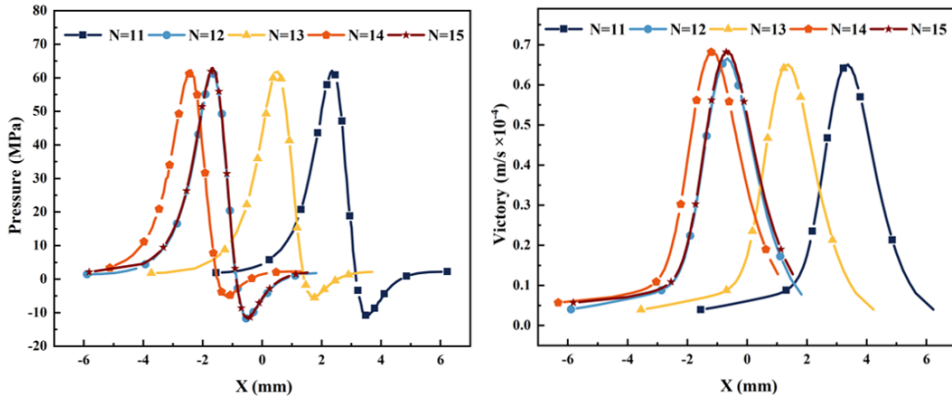 N=11 N=12 N=13 N=14 N=15
Pressure (MPa)
80
70
60
50
40
30
20
10
0
-10
-20
-6 -4 -2 0 2 4 6
X (mm)
N=11 N=12 N=13 N=14 N=15
Victory (m/s ×10⁻⁴)
0.7
0.6
0.5
0.4
0.3
0.2
0.1
0.0
-6 -4 -2 0 2 4 6
X (mm)